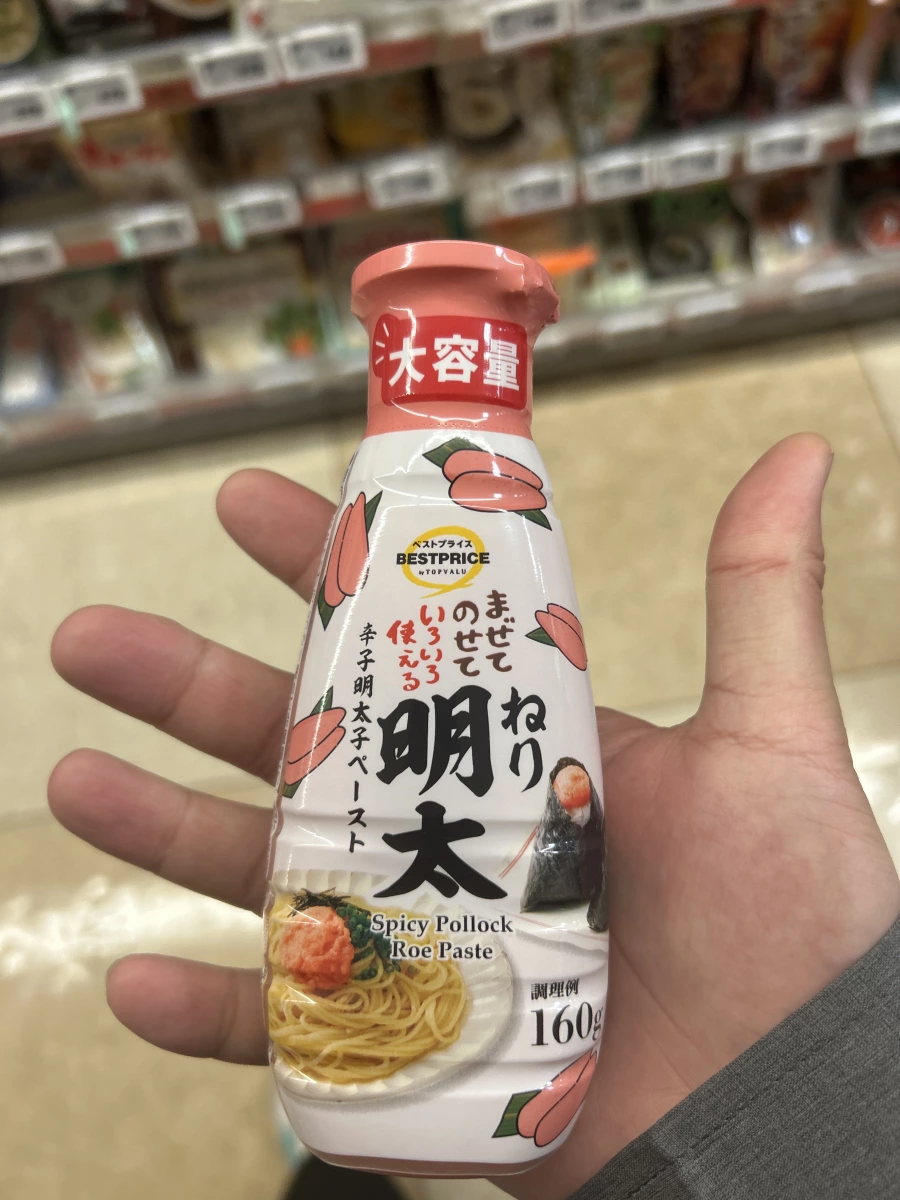 大容量
ベストプライス
BESTPRICE
by TOPVALU
まぜて
のせて
いろいろ
使える
ねり
明太
辛子明太子ペースト
Spicy Pollock
Roe Paste
調理例
160g